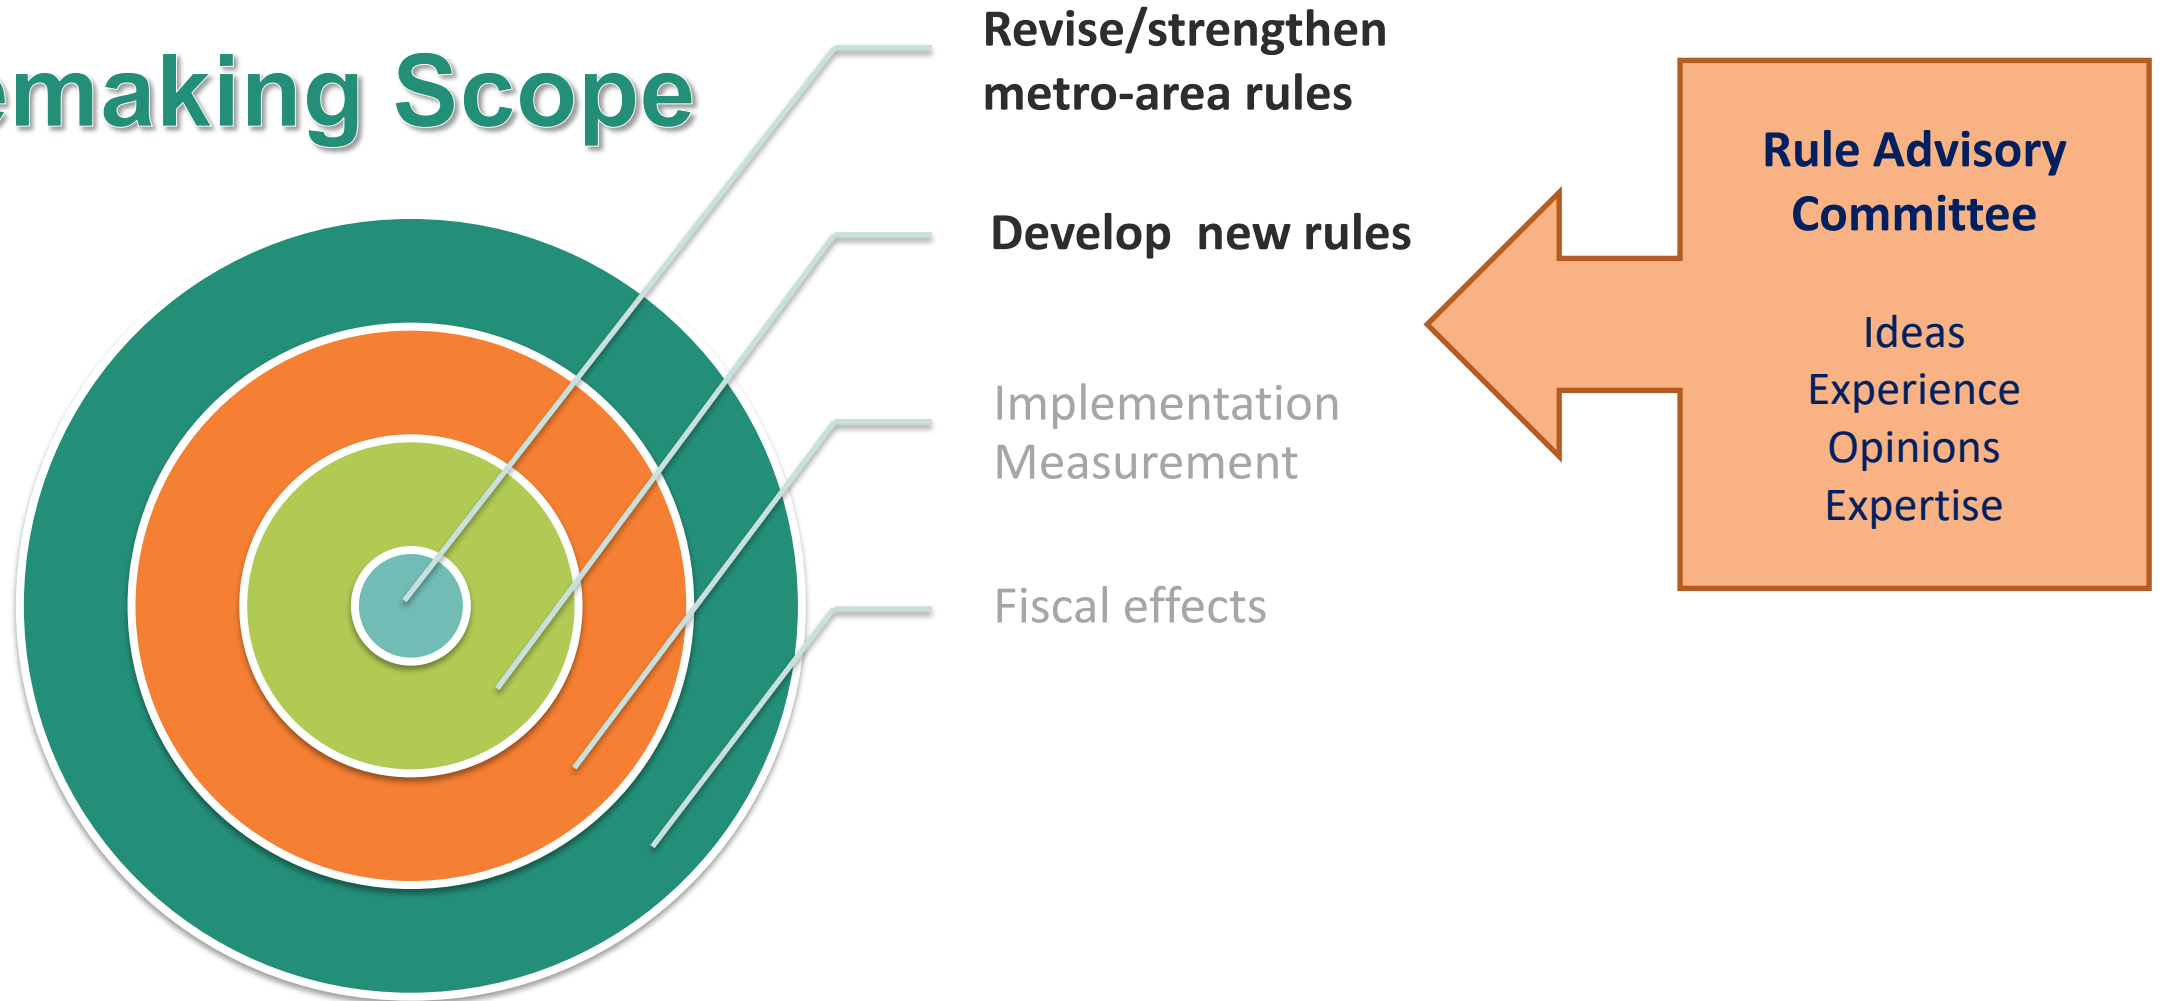 emaking Scope
Revise/strengthen
metro-area rules
Develop  new rules
Implementation
Measurement
Fiscal effects
Rule Advisory
Committee
Ideas
Experience
Opinions
Expertise